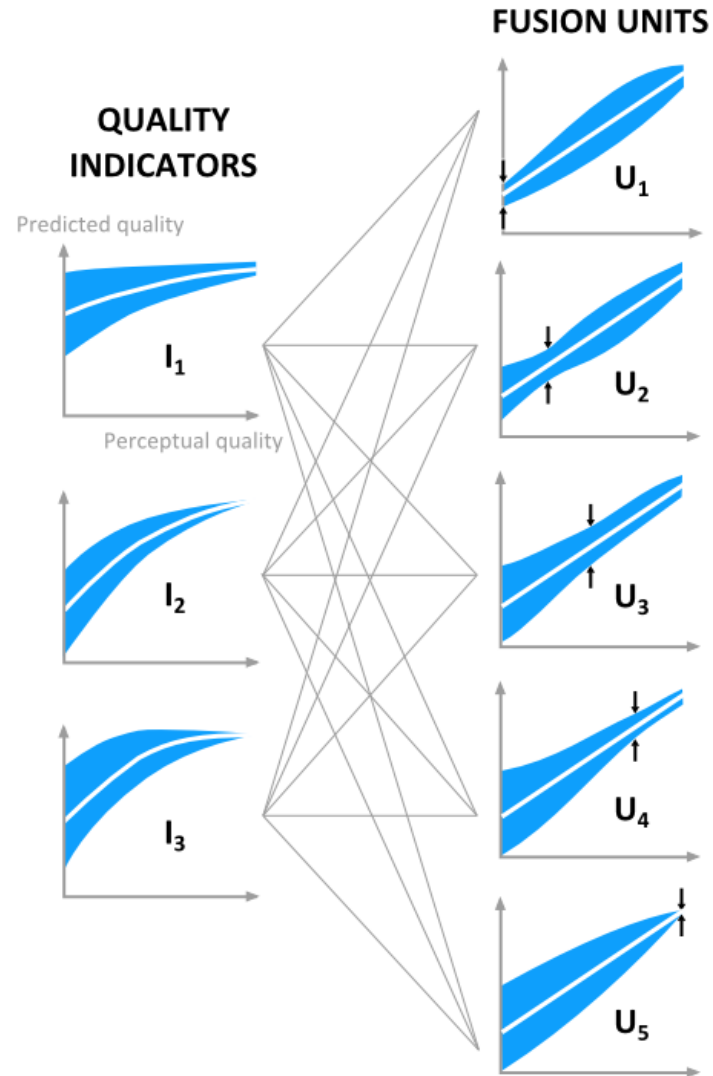 FUSION UNITS
QUALITY
INDICATORS
Predicted quality
I₁
Perceptual quality
I₂
I₃
U₁
U₂
U₃
U₄
U₅